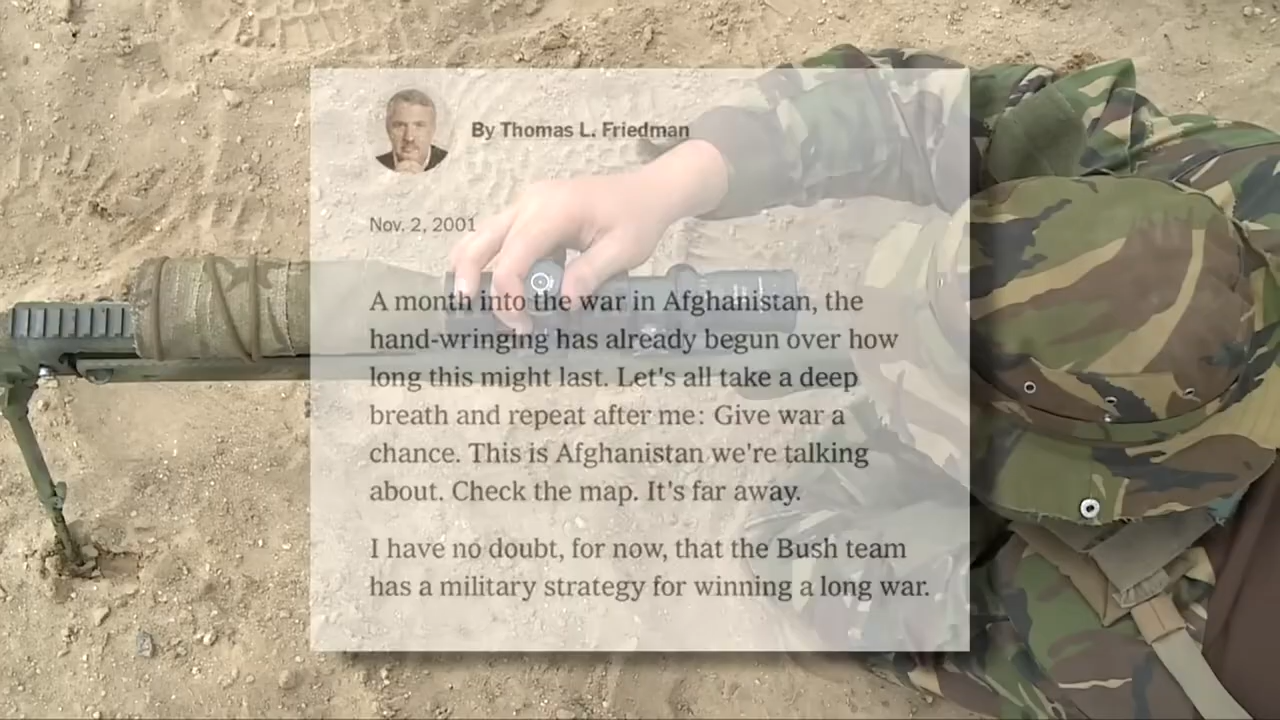 By Thomas L. Friedman
Nov. 2, 2001
A month into the war in Afghanistan, the
hand-wringing has already begun over how
long this might last. Let's all take a deep
breath and repeat after me: Give war a
chance. This is Afghanistan we're talking
about. Check the map. It's far away.
I have no doubt, for now, that the Bush team
has a military strategy for winning a long war.